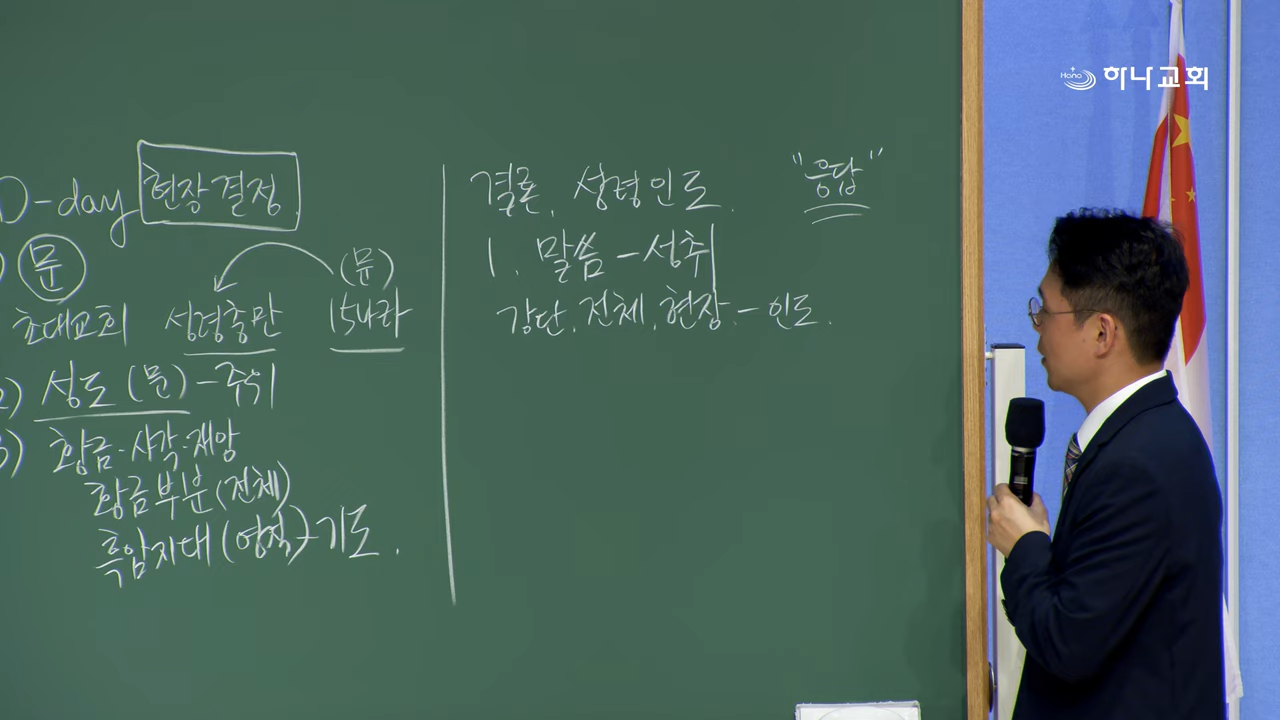 D-day 현장결정
문
(문)
초대교회 성령충만 15나라
2) 성도(문)-주위
3) 황금·사각·재앙
황금부분(전체)
흑암지대(영적)-기도.
결론. 성령인도. "응답"
1. 말씀-성취
강단.전체.현장.-인도.
Hana 하나교회